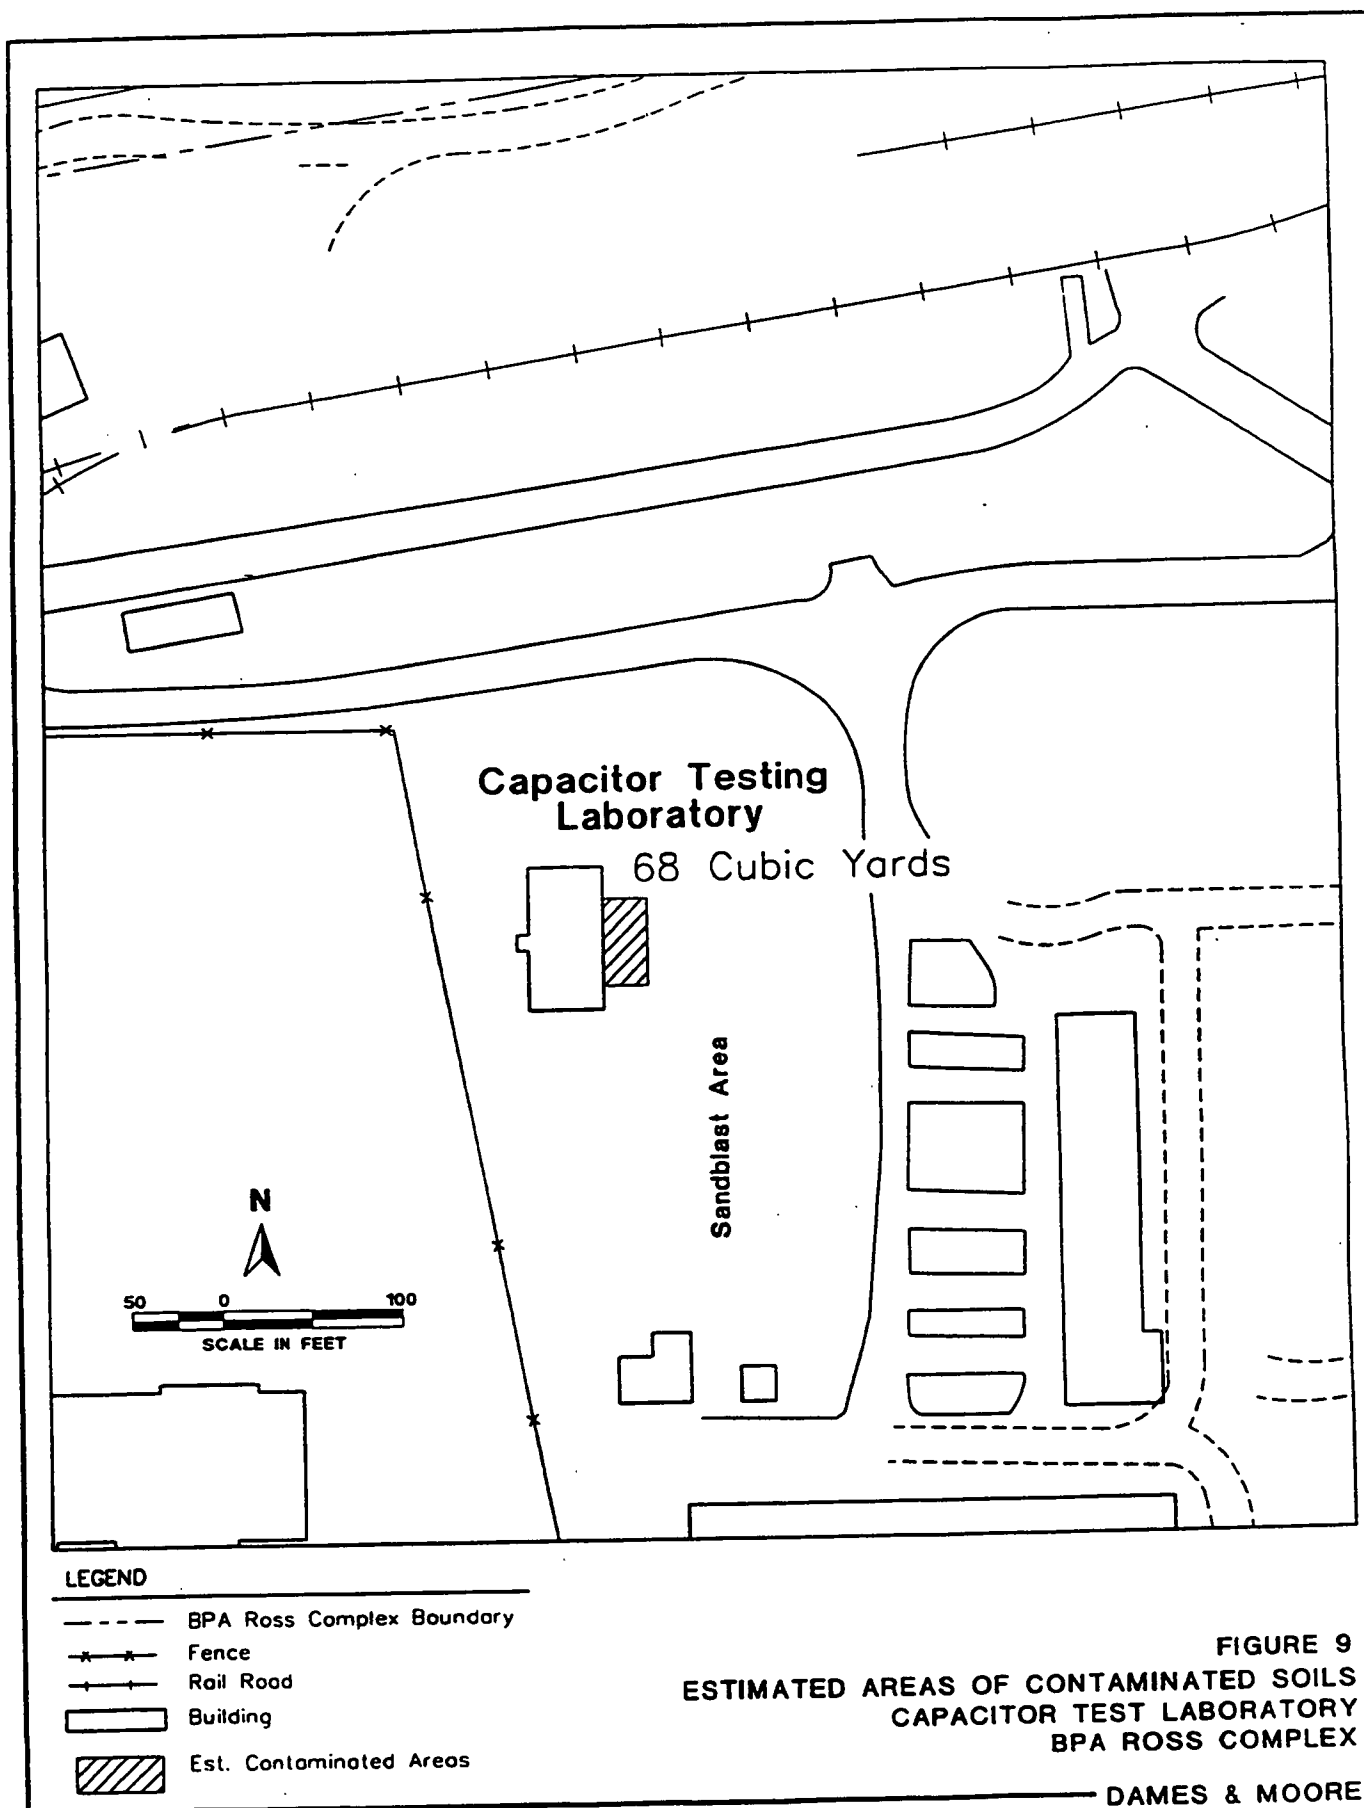 Capacitor Testing
Laboratory
68 Cubic Yards
Sandblast Area
N
50 0 100
SCALE IN FEET
LEGEND
BPA Ross Complex Boundary
Fence
Rail Road
Building
Est. Contaminated Areas
FIGURE 9
ESTIMATED AREAS OF CONTAMINATED SOILS
CAPACITOR TEST LABORATORY
BPA ROSS COMPLEX
DAMES & MOORE